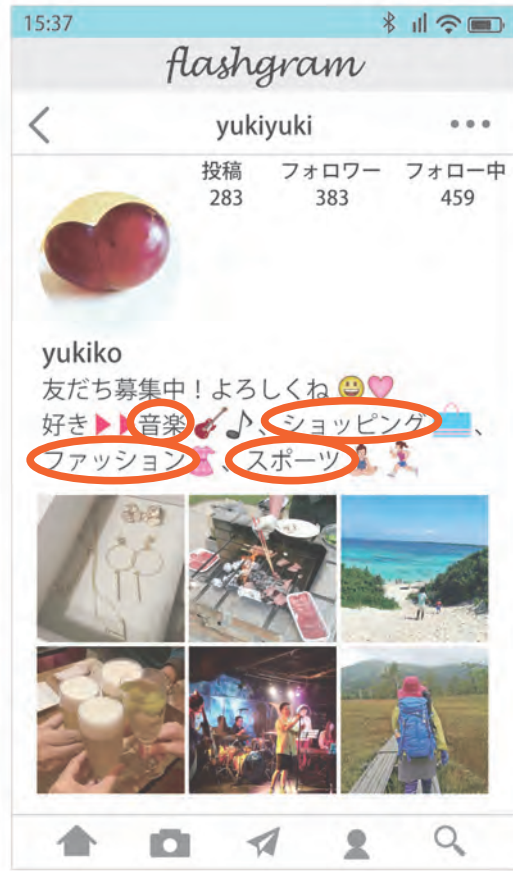 15:37
flashgram
yukiyuki
投稿 フォロワー フォロー中
283 383 459
yukiko
友だち募集中！よろしくね😃💗
好き▶▶音楽🎸♪、ショッピング🛍、
ファッション👗、スポーツ